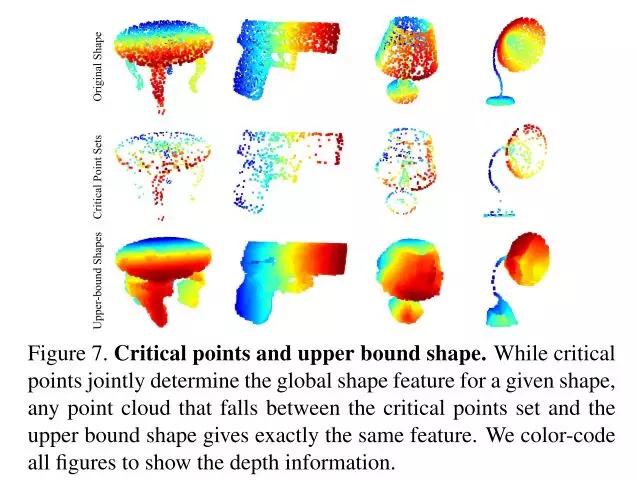 Original Shape
Critical Point Sets
Upper-bound Shapes
Figure 7. Critical points and upper bound shape. While critical
points jointly determine the global shape feature for a given shape,
any point cloud that falls between the critical points set and the
upper bound shape gives exactly the same feature. We color-code
all figures to show the depth information.